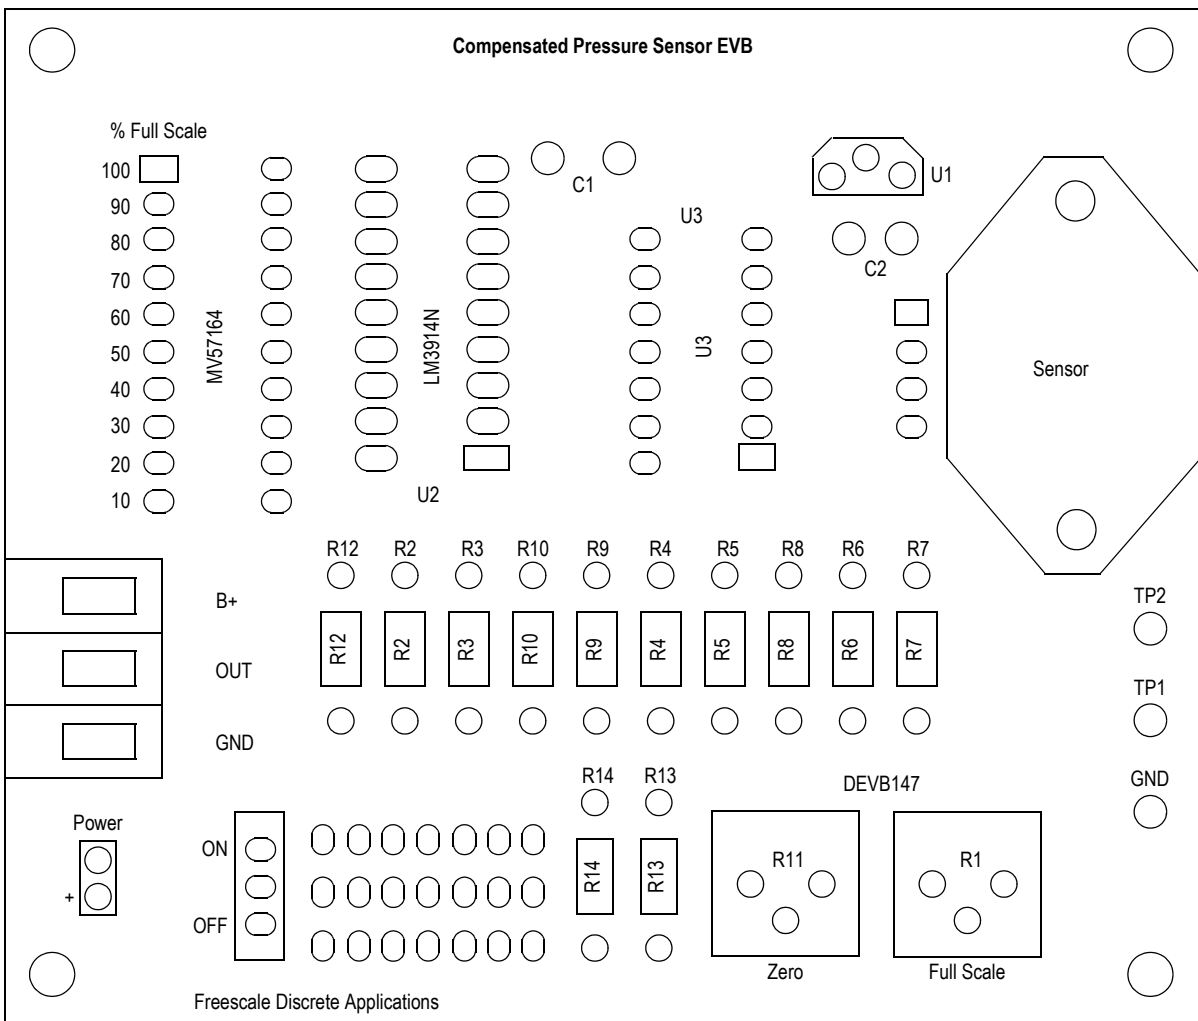 Compensated Pressure Sensor EVB
% Full Scale
100
90
80
70
60
50
40
30
20
10
MV57164
LM3914N
U2
C1
U3
U3
U1
C2
Sensor
R12 R2 R3 R10 R9 R4 R5 R8 R6 R7
R12 R2 R3 R10 R9 R4 R5 R8 R6 R7
B+
OUT
GND
TP2
TP1
GND
R14 R13
R14 R13
DEVB147
R11
Zero
R1
Full Scale
Power
+
ON
OFF
Freescale Discrete Applications